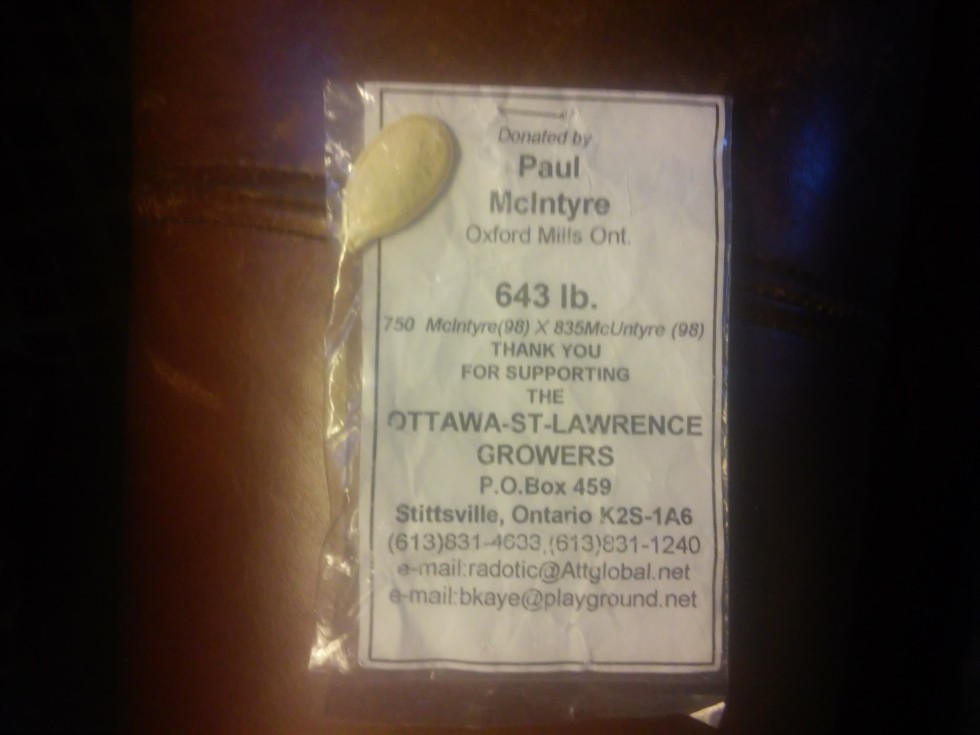 Donated by
Paul
McIntyre
Oxford Mills Ont.
643 lb.
750 McIntyre(98) X 835McUntyre (98)
THANK YOU
FOR SUPPORTING
THE
OTTAWA-ST-LAWRENCE
GROWERS
P.O.Box 459
Stittsville, Ontario K2S-1A6
(613)831-4633,(613)831-1240
e-mail:radotic@Attglobal.net
e-mail:bkaye@playground.net